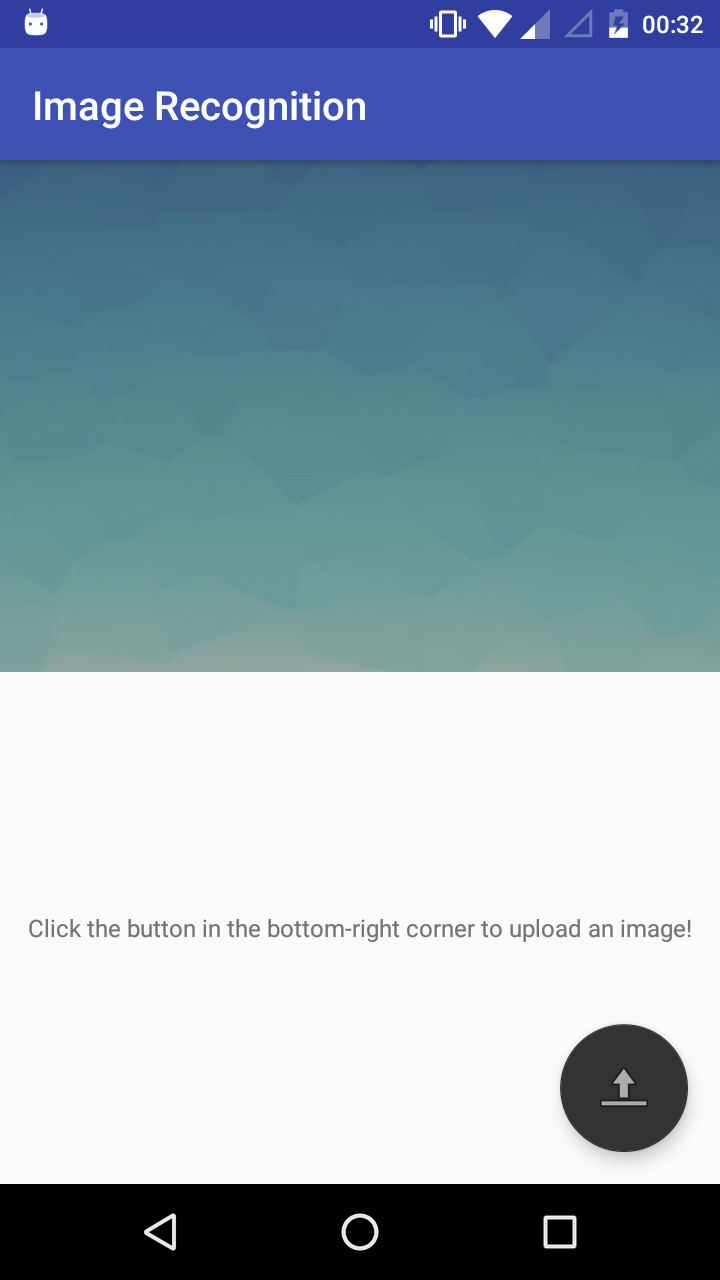 00:32
Image Recognition
Click the button in the bottom-right corner to upload an image!